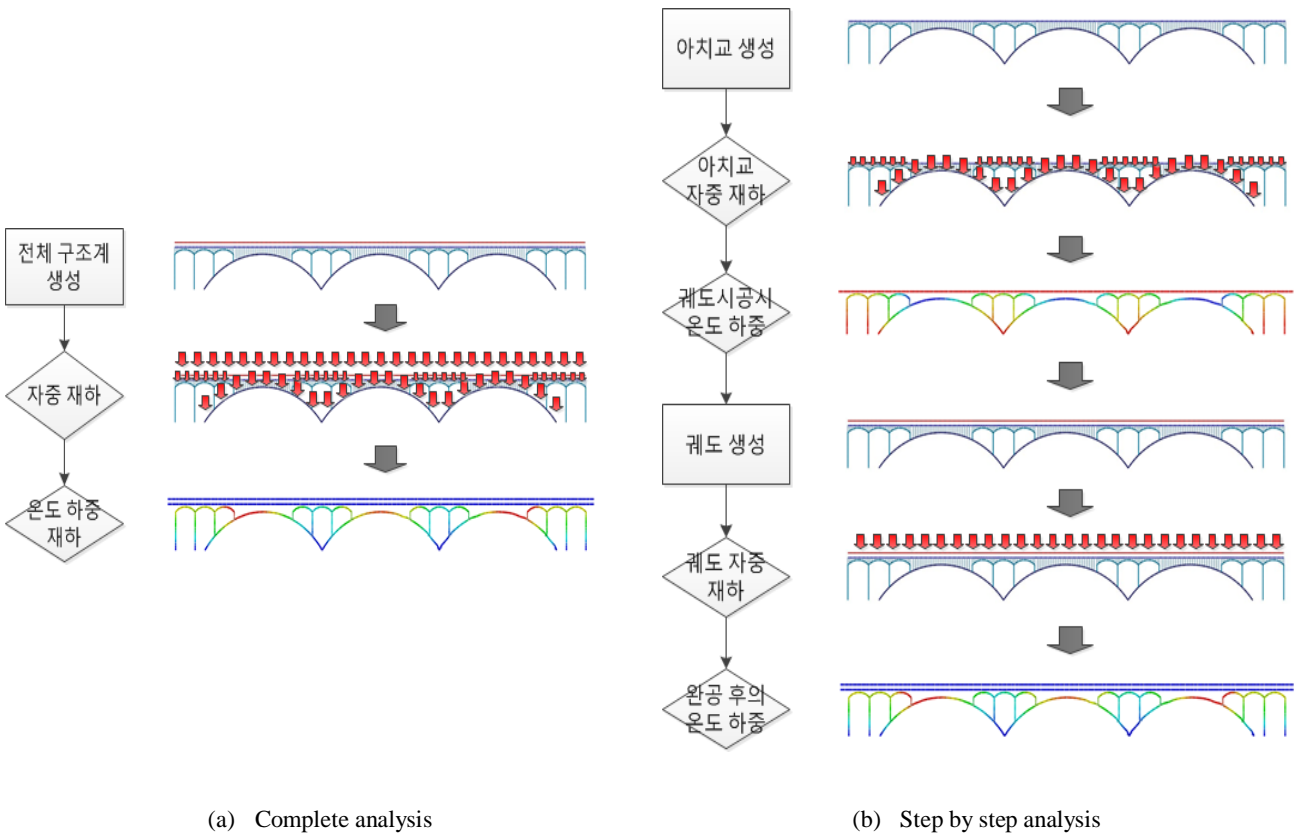 전체 구조계
생성
자중 재하
온도 하중
재하
(a) Complete analysis
아치교 생성
아치교
자중 재하
궤도시공시
온도 하중
궤도 생성
궤도 자중
재하
완공 후의
온도 하중
(b) Step by step analysis